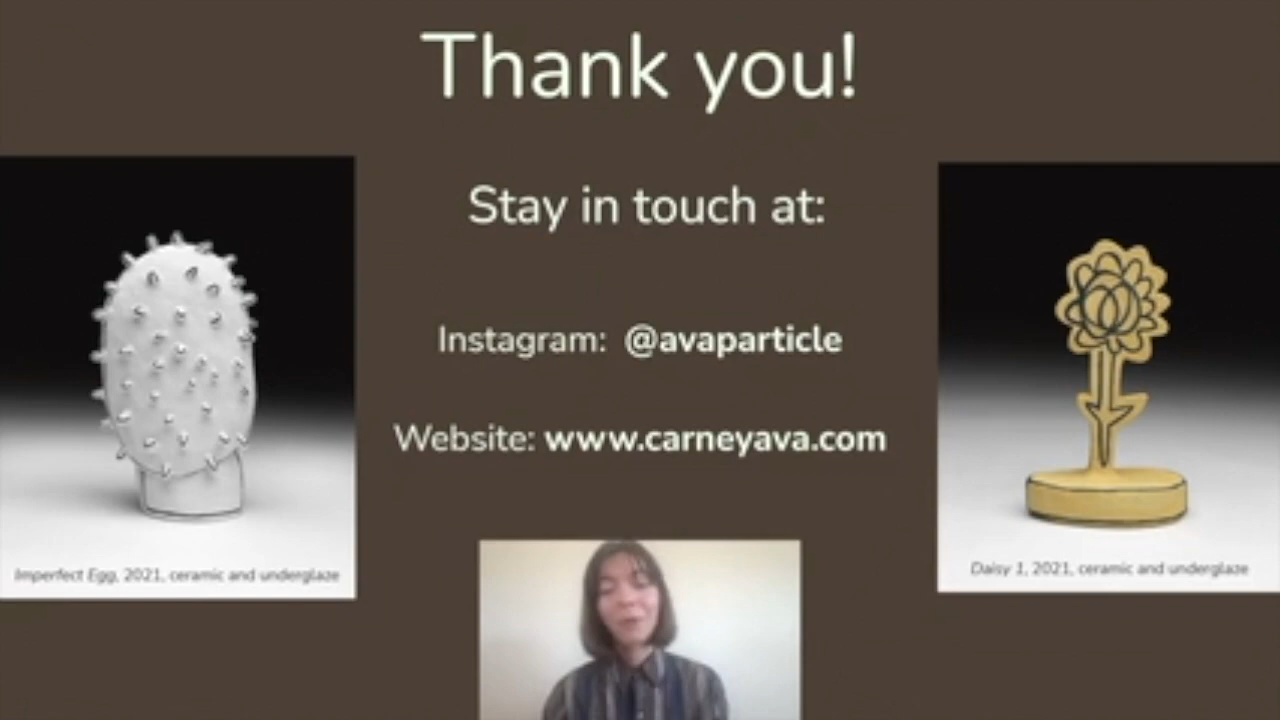 Thank you!
Stay in touch at:
Instagram: @avaparticle
Website: www.carneyava.com
Imperfect Egg, 2021, ceramic and underglaze
Daisy 1, 2021, ceramic and underglaze